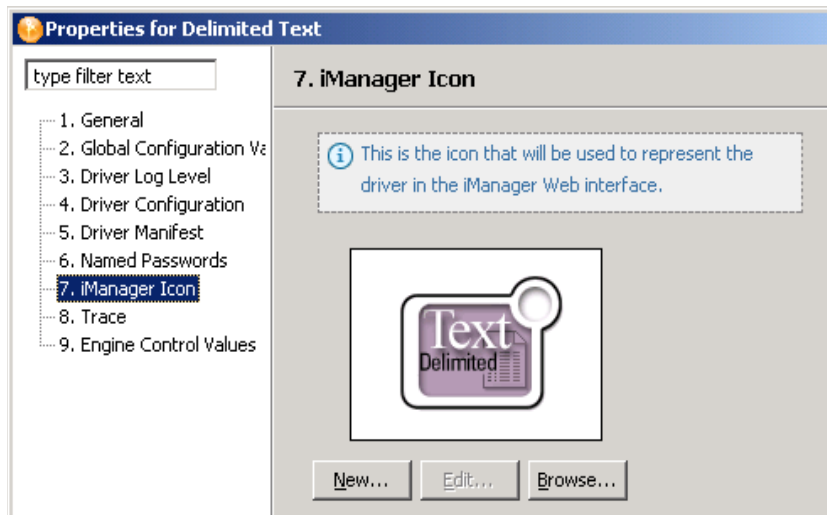 Properties for Delimited Text
type filter text
1. General
2. Global Configuration Va
3. Driver Log Level
4. Driver Configuration
5. Driver Manifest
6. Named Passwords
7. iManager Icon
8. Trace
9. Engine Control Values
7. iManager Icon
This is the icon that will be used to represent the
driver in the iManager Web interface.
Text
Delimited
New... Edit... Browse...